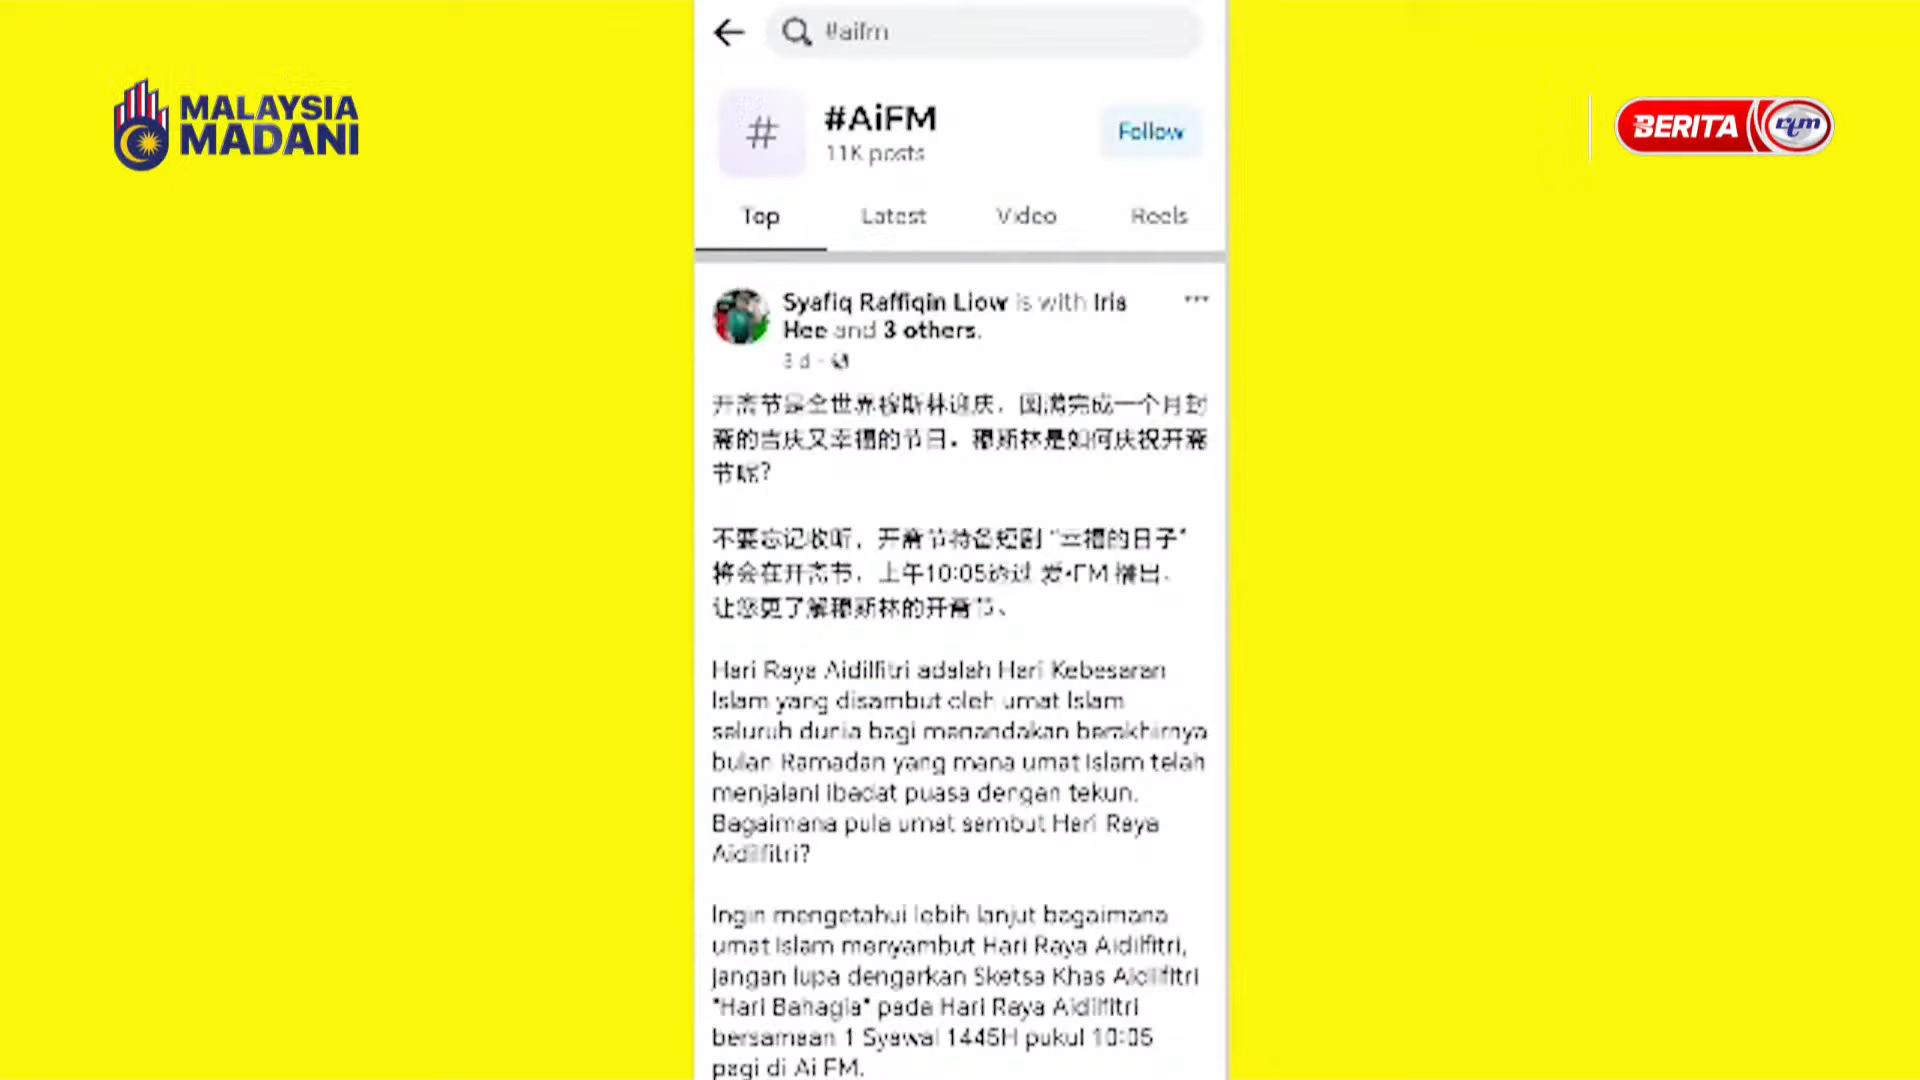 #aifm
MALAYSIA
MADANI
#
#AiFM
11K posts
Follow
BERITA rtm
Top
Latest
Video
Reels
Syafiq Raffiqin Liow is with Iris
Hee and 3 others.
3 d
开斋节是全世界穆斯林迎庆，圆满完成一个月封
斋的吉庆又幸福的节日。穆斯林是如何庆祝开斋
节呢？
不要忘记收听，开斋节特备短剧 “幸福的日子”
将会在开斋节，上午10:05透过 爱•FM 播出，
让您更了解穆斯林的开斋节、
Hari Raya Aidilfitri adalah Hari Kebesaran
Islam yang disambut oleh umat Islam
seluruh dunia bagi menandakan berakhirnya
bulan Ramadan yang mana umat Islam telah
menjalani ibadat puasa dengan tekun.
Bagaimana pula umat sambut Hari Raya
Aidilfitri?
Ingin mengetahui lebih lanjut bagaimana
umat Islam menyambut Hari Raya Aidilfitri,
jangan lupa dengarkan Sketsa Khas Aidilfitri
"Hari Bahagia" pada Hari Raya Aidilfitri
bersamaan 1 Syawal 1445H pukul 10:05
pagi di Ai FM.